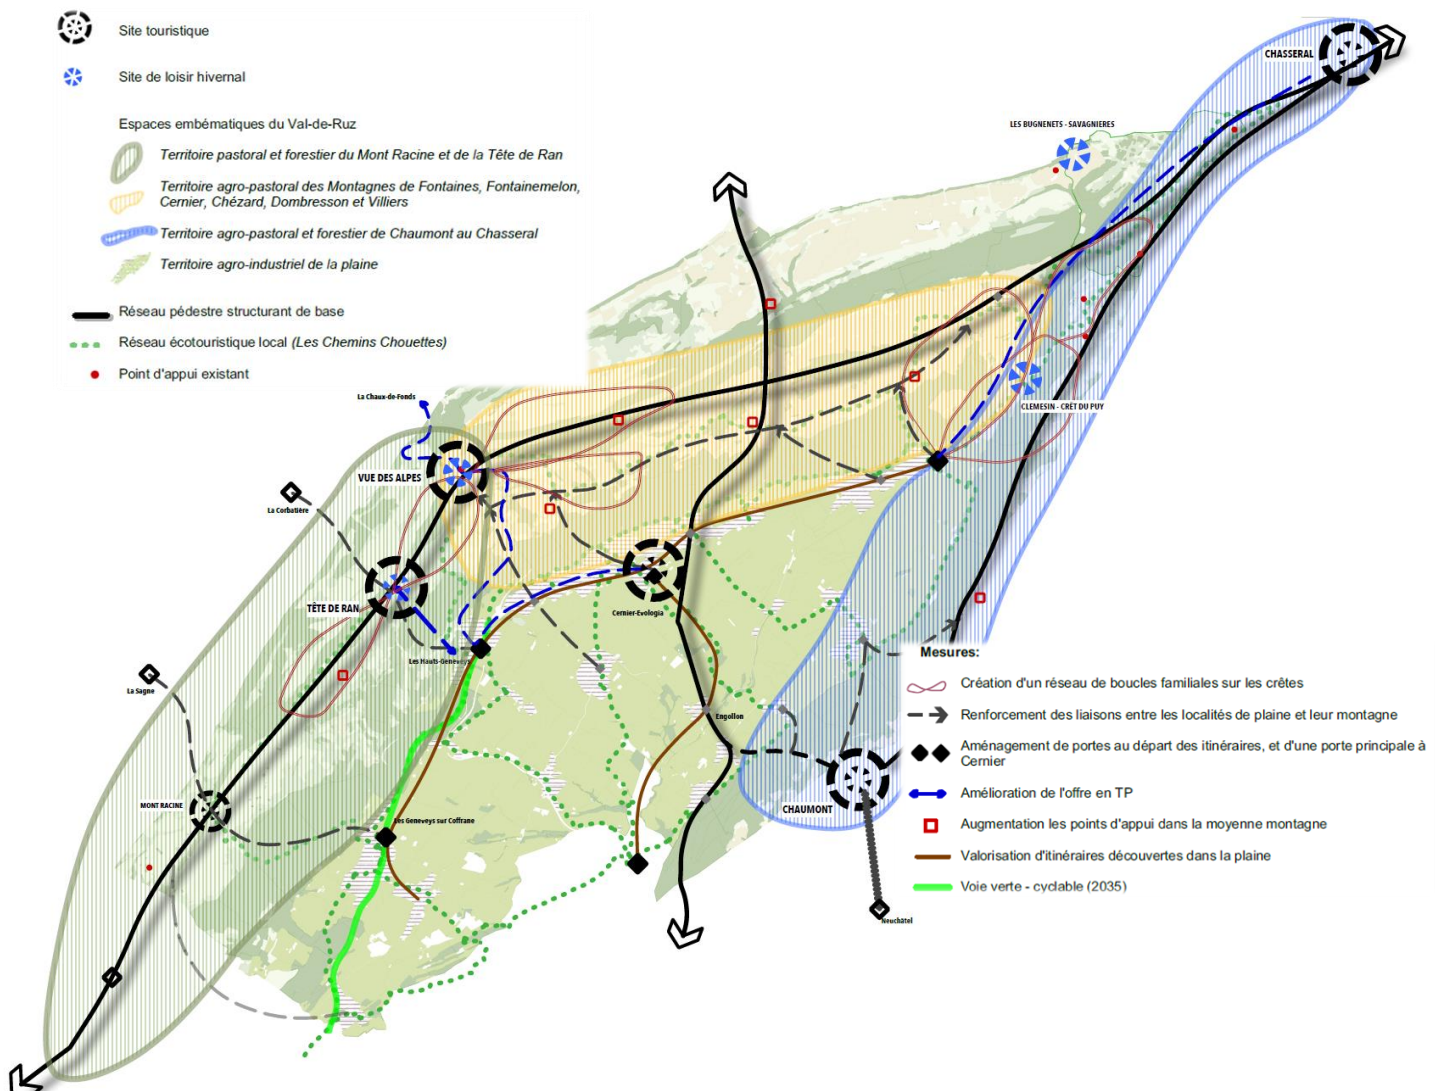 Site touristique
Site de loisir hivernal
Espaces embématiques du Val-de-Ruz
Territoire pastoral et forestier du Mont Racine et de la Tête de Ran
Territoire agro-pastoral des Montagnes de Fontaines, Fontainemelon,
Cernier, Chézard, Dombresson et Villiers
Territoire agro-pastoral et forestier de Chaumont au Chasseral
Territoire agro-industriel de la plaine
Réseau pédestre structurant de base
Réseau écotouristique local (Les Chemins Chouettes)
Point d'appui existant
CHASSERAL
LES BUGNENETS - SAVAGNIERES
La Chaux-de-Fonds
CLEMESIN - CRÊT DU PUY
VUE DES ALPES
La Corbatière
TÊTE DE RAN
Cernier-Evologia
Les Hauts-Geneveys
La Sagne
Engollon
MONT RACINE
CHAUMONT
Les Geneveys sur Coffrane
Neuchâtel
Mesures:
Création d'un réseau de boucles familiales sur les crêtes
Renforcement des liaisons entre les localités de plaine et leur montagne
Aménagement de portes au départ des itinéraires, et d'une porte principale à
Cernier
Amélioration de l'offre en TP
Augmentation les points d'appui dans la moyenne montagne
Valorisation d'itinéraires découvertes dans la plaine
Voie verte - cyclable (2035)